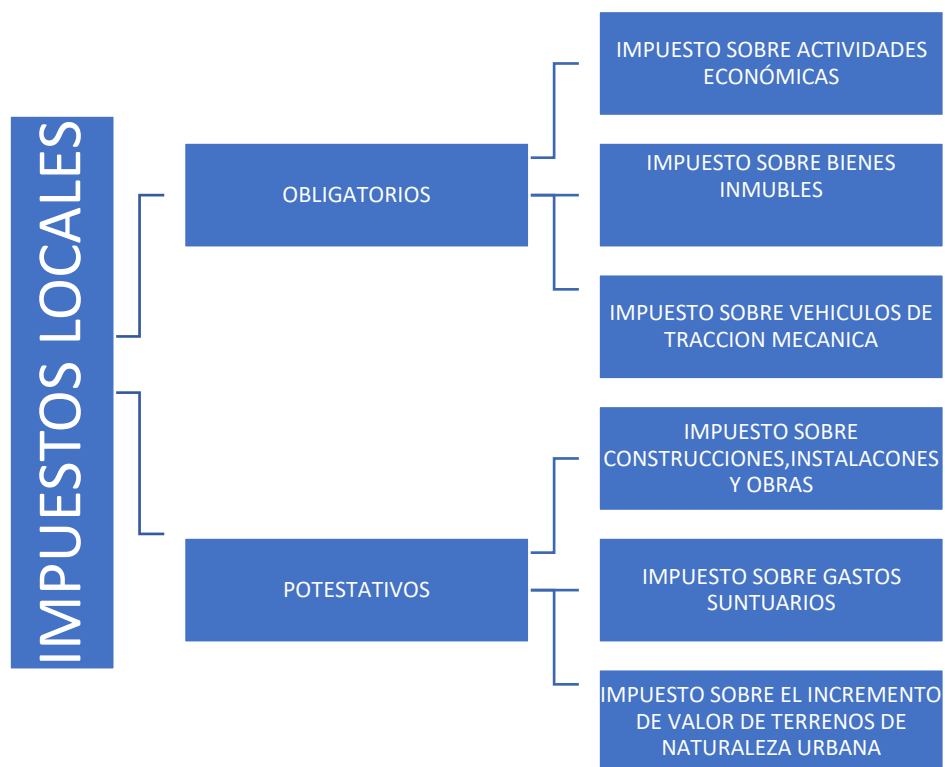 IMPUESTOS LOCALES
OBLIGATORIOS
IMPUESTO SOBRE ACTIVIDADES
ECONÓMICAS
IMPUESTO SOBRE BIENES
INMUBLES
IMPUESTO SOBRE VEHICULOS DE
TRACCION MECANICA
POTESTATIVOS
IMPUESTO SOBRE
CONSTRUCCIONES,INSTALACONES
Y OBRAS
IMPUESTO SOBRE GASTOS
SUNTUARIOS
IMPUESTO SOBRE EL INCREMENTO
DE VALOR DE TERRENOS DE
NATURALEZA URBANA